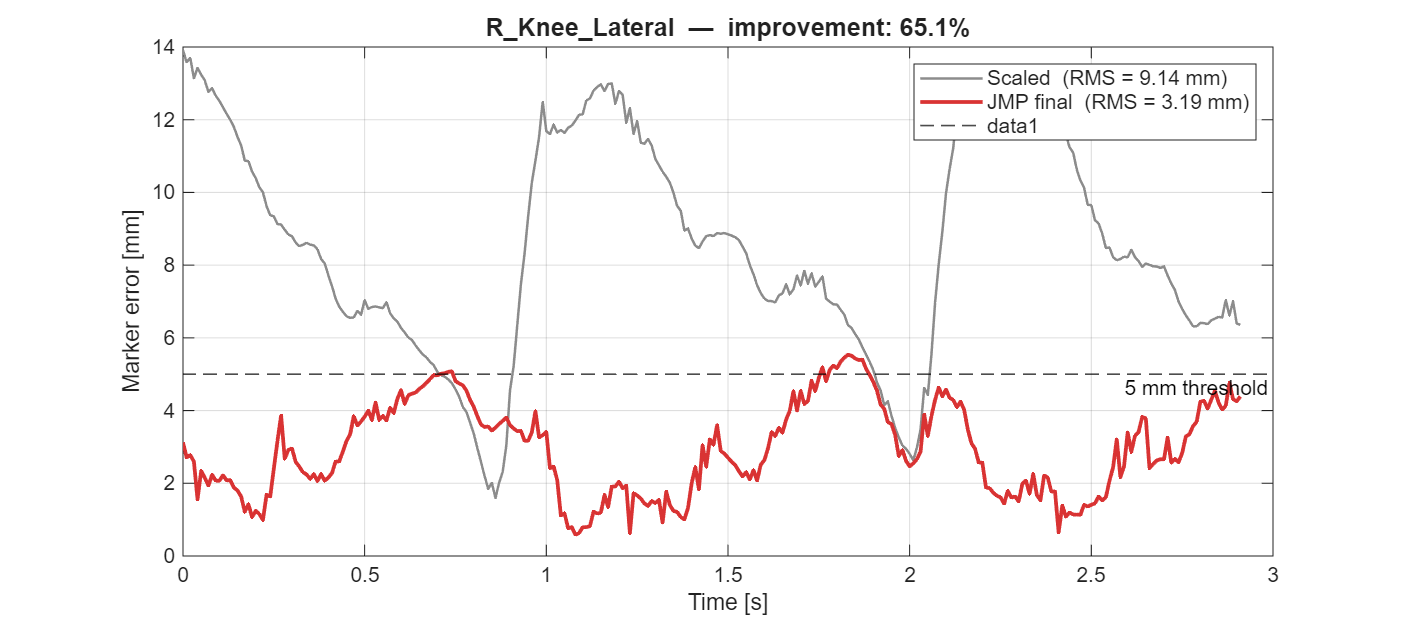 R_Knee_Lateral — improvement: 65.1%
14
12
10
8
6
4
2
0
Marker error [mm]
Scaled (RMS = 9.14 mm)
JMP final (RMS = 3.19 mm)
data1
5 mm threshold
0 0.5 1 1.5 2 2.5 3
Time [s]